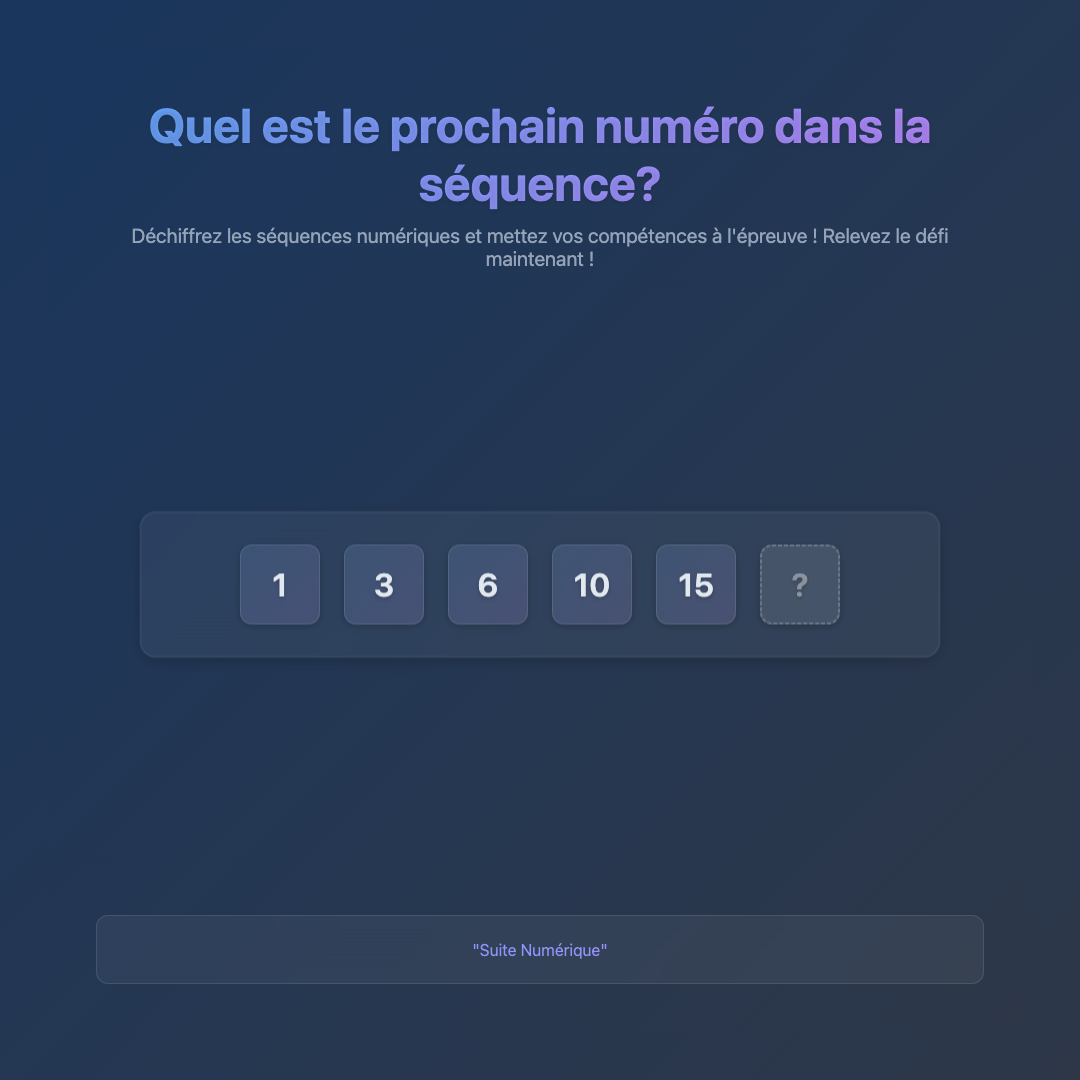 Quel est le prochain numéro dans la
séquence?
Déchiffrez les séquences numériques et mettez vos compétences à l'épreuve ! Relevez le défi
maintenant !
1 3 6 10 15 ?
"Suite Numérique"